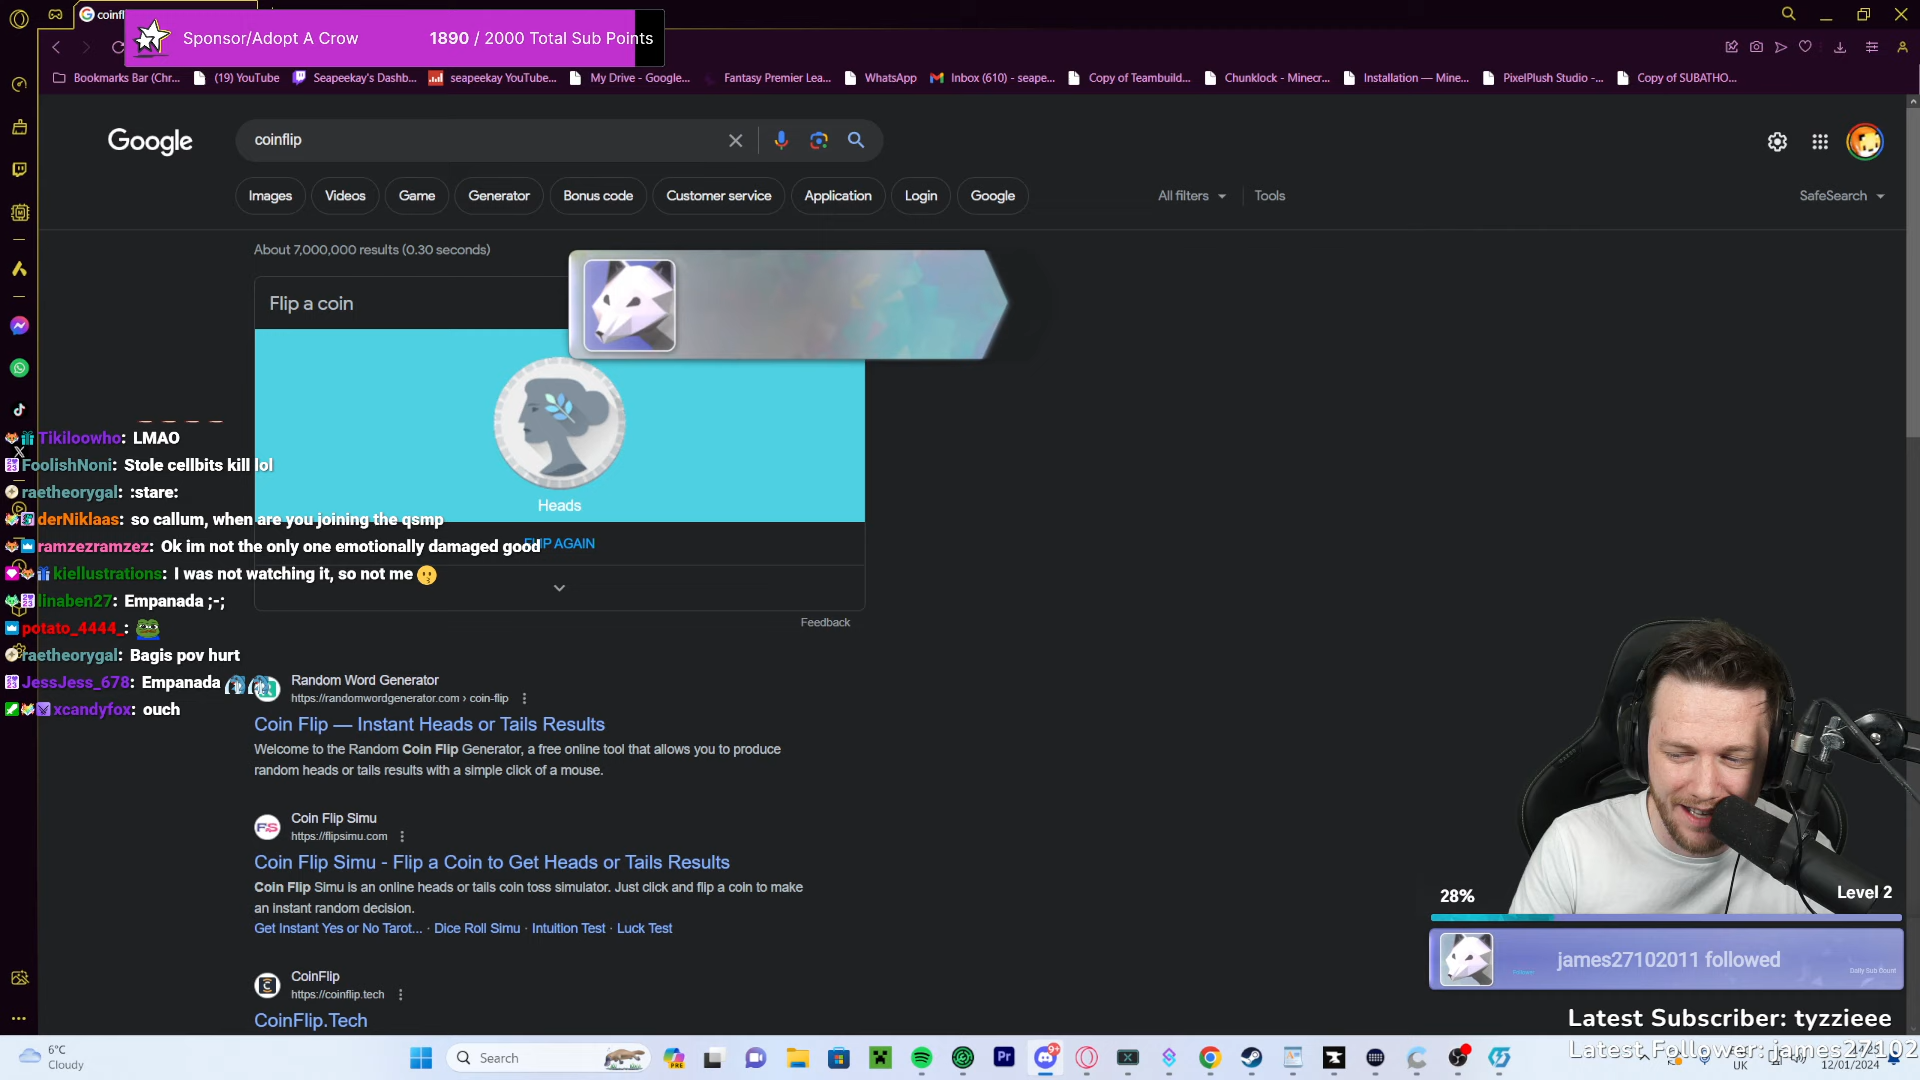 coinfl
Sponsor/Adopt A Crow 1890 / 2000 Total Sub Points
Bookmarks Bar (Chr...
(19) YouTube
Seapeekay's Dashb...
seapeekay YouTube...
My Drive - Google...
Fantasy Premier Lea...
WhatsApp
Inbox (610) - seape...
Copy of Teambuild...
Chunklock - Minecr...
Installation — Mine...
PixelPlush Studio -...
Copy of SUBATHO...
Google
coinflip
Images
Videos
Game
Generator
Bonus code
Customer service
Application
Login
Google
All filters
Tools
SafeSearch
About 7,000,000 results (0.30 seconds)
Flip a coin
Heads
FLIP AGAIN
Feedback
Tikiloowho: LMAO
FoolishNoni: Stole cellbits kill lol
raetheorygal: :stare:
derNiklaas: so callum, when are you joining the qsmp
ramzezramzez: Ok im not the only one emotionally damaged good
kiellustrations: I was not watching it, so not me
linaben27: Empanada ;-;
potato_4444_:
raetheorygal: Bagis pov hurt
JessJess_678: Empanada
xcandyfox: ouch
Random Word Generator
https://randomwordgenerator.com › coin-flip
Coin Flip — Instant Heads or Tails Results
Welcome to the Random Coin Flip Generator, a free online tool that allows you to produce
random heads or tails results with a simple click of a mouse.
Coin Flip Simu
https://flipsimu.com
Coin Flip Simu - Flip a Coin to Get Heads or Tails Results
Coin Flip Simu is an online heads or tails coin toss simulator. Just click and flip a coin to make
an instant random decision.
Get Instant Yes or No Tarot... · Dice Roll Simu · Intuition Test · Luck Test
CoinFlip
https://coinflip.tech
CoinFlip.Tech
28%
Level 2
james27102011 followed
Daily Sub Count
Latest Subscriber: tyzzieee
Latest Follower: james27102
6°C
Cloudy
Search
PRE
Pr
9+
UK
12/01/2024